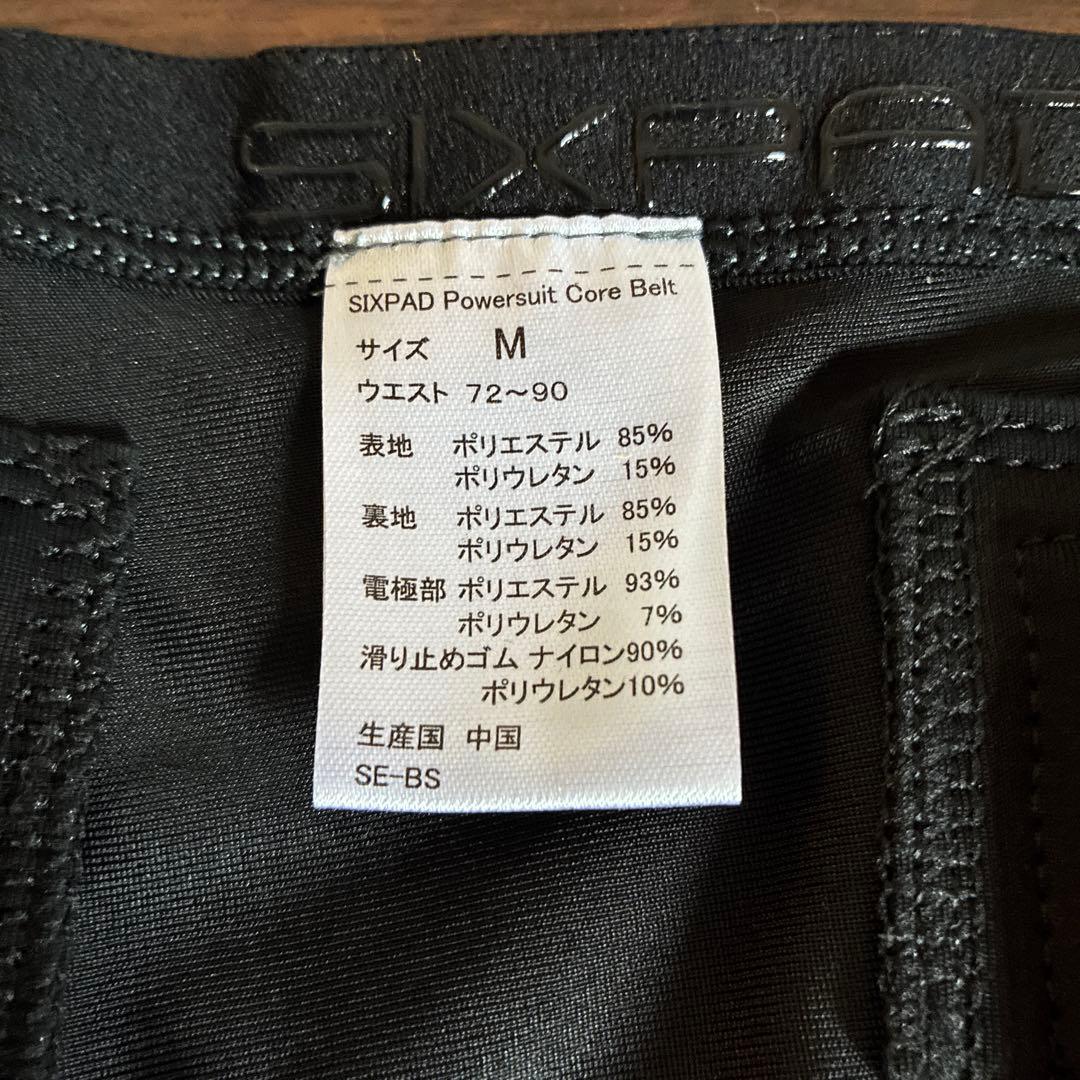 SIXPAD
SIXPAD Powersuit Core Belt
サイズ M
ウエスト 72～90
表地 ポリエステル 85%
ポリウレタン 15%
裏地 ポリエステル 85%
ポリウレタン 15%
電極部 ポリエステル 93%
ポリウレタン 7%
滑り止めゴム ナイロン90%
ポリウレタン10%
生産国 中国
SE-BS